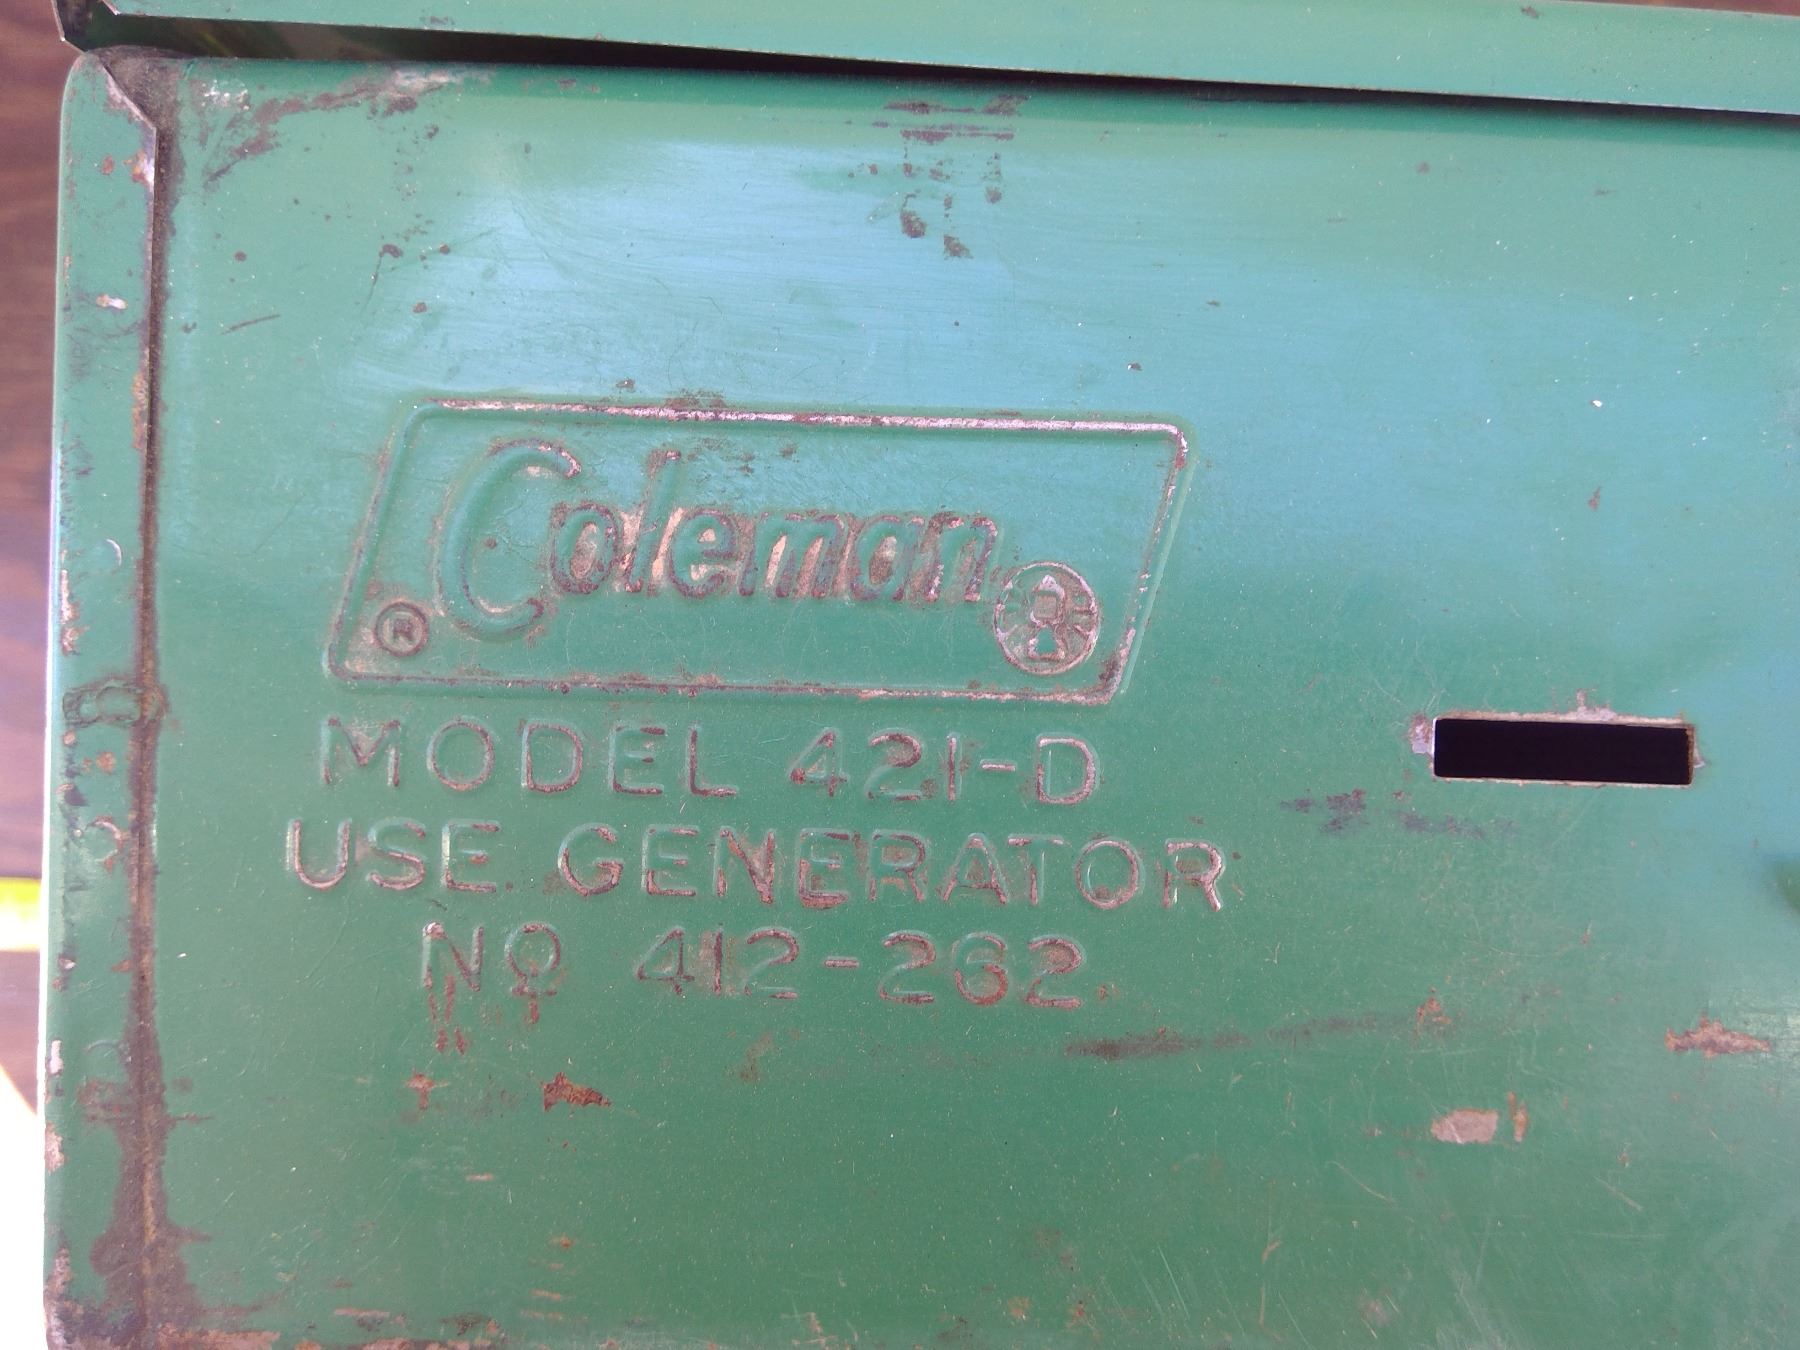 Coleman
®
MODEL 421-D
USE GENERATOR
Nº 412-262